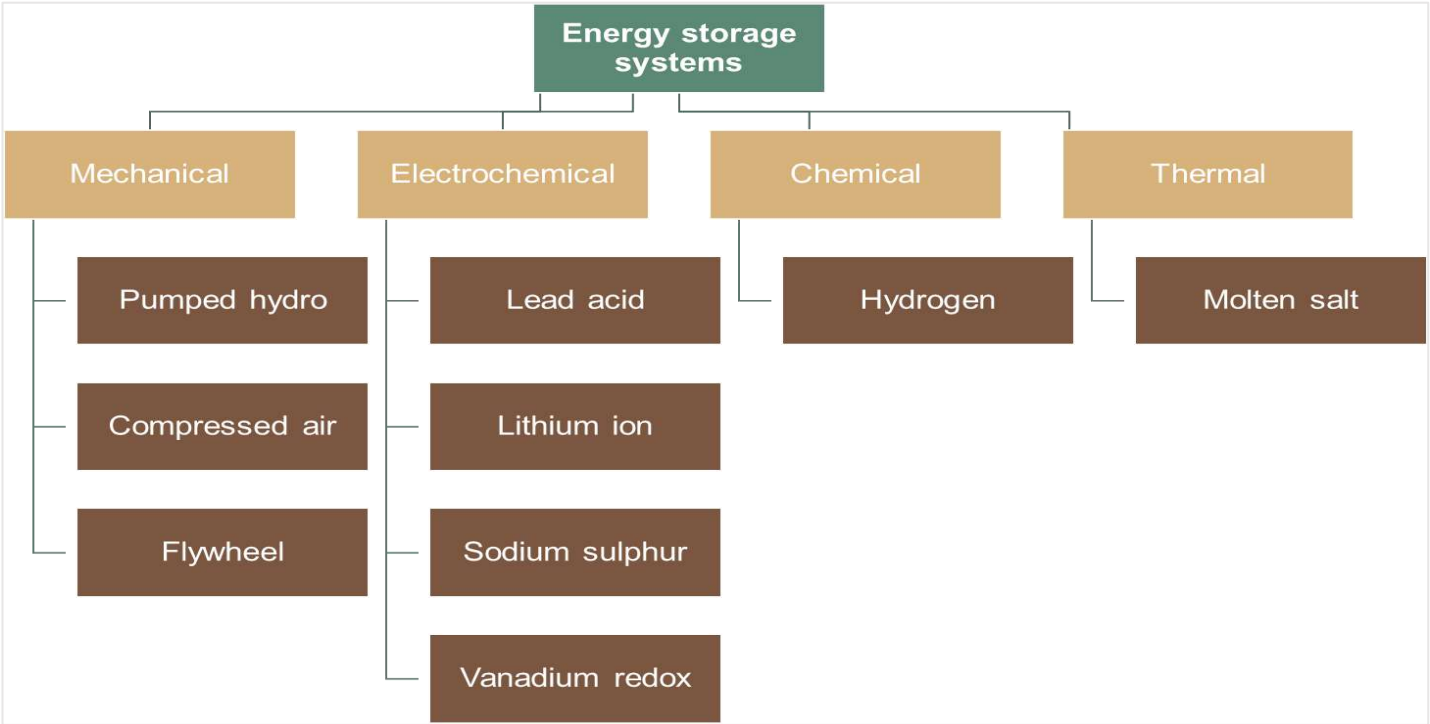 Energy storage
systems
Mechanical
Electrochemical
Chemical
Thermal
Pumped hydro
Lead acid
Hydrogen
Molten salt
Compressed air
Lithium ion
Flywheel
Sodium sulphur
Vanadium redox